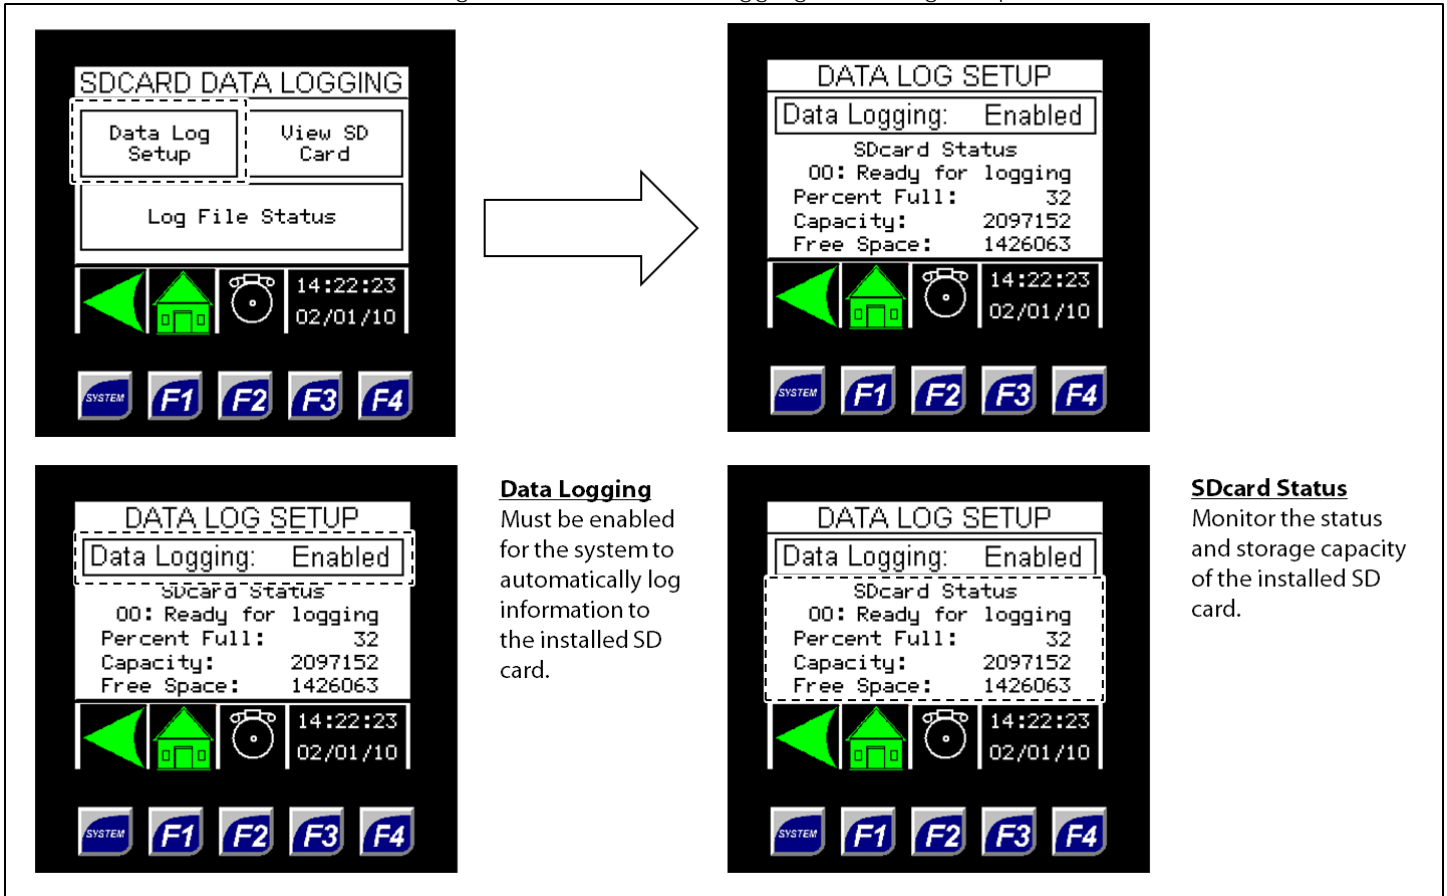 SDCARD DATA LOGGING
Data Log
Setup
View SD
Card
Log File Status
14:22:23
02/01/10
SYSTEM F1 F2 F3 F4
DATA LOG SETUP
Data Logging: Enabled
SDcard Status
00: Ready for logging
Percent Full: 32
Capacity: 2097152
Free Space: 1426063
14:22:23
02/01/10
SYSTEM F1 F2 F3 F4
DATA LOG SETUP
Data Logging: Enabled
SDcard Status
00: Ready for logging
Percent Full: 32
Capacity: 2097152
Free Space: 1426063
14:22:23
02/01/10
SYSTEM F1 F2 F3 F4
Data Logging
Must be enabled
for the system to
automatically log
information to
the installed SD
card.
DATA LOG SETUP
Data Logging: Enabled
SDcard Status
00: Ready for logging
Percent Full: 32
Capacity: 2097152
Free Space: 1426063
14:22:23
02/01/10
SYSTEM F1 F2 F3 F4
SDcard Status
Monitor the status
and storage capacity
of the installed SD
card.